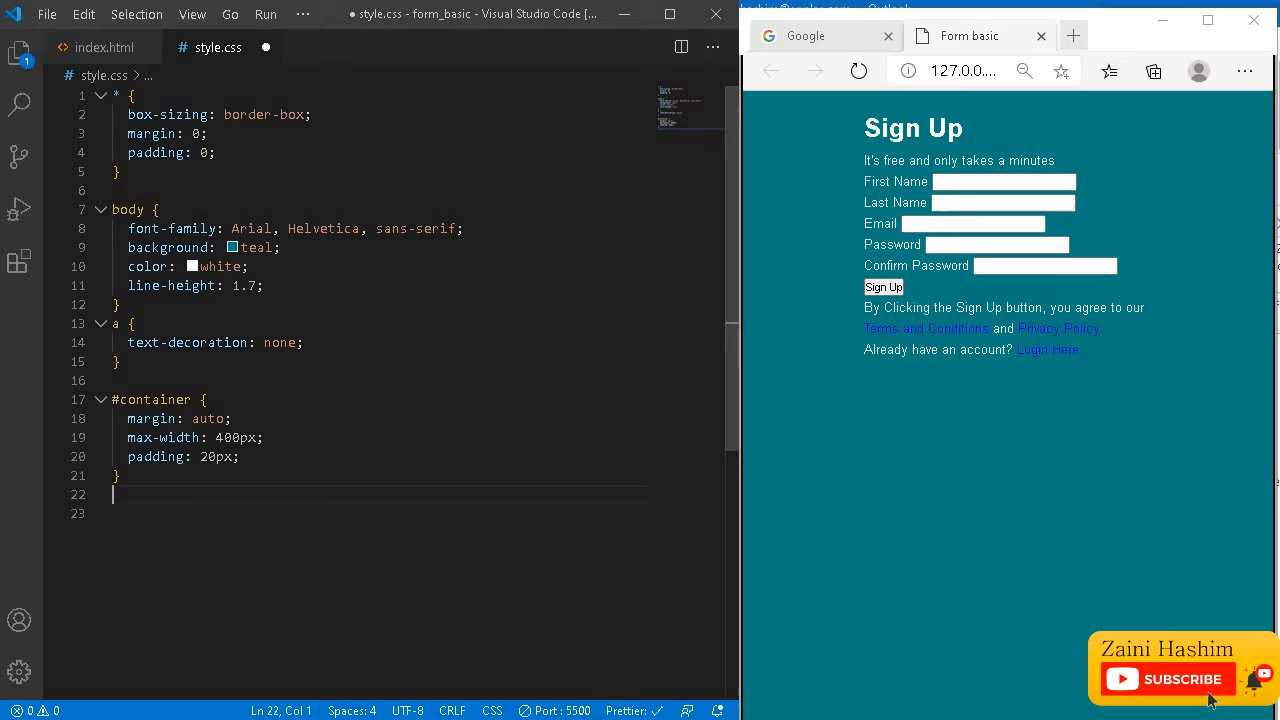 File Edit Sel View Go Run ··· style.css - form_bs.c - Visual Studio Code [...
index.html
style.css
# style.css > ...
1 {
2 box-sizing: border-box;
3 margin: 0;
4 padding: 0;
5 }
6
7 body {
8 font-family: Arial, Helvetica, sans-serif;
9 background: teal;
10 color: white;
11 line-height: 1.7;
12 }
13 a {
14 text-decoration: none;
15 }
16
17 #container {
18 margin: auto;
19 max-width: 400px;
20 padding: 20px;
21 }
22
23
1
0 0
Ln 22, Col 1
Spaces: 4
UTF-8
CRLF
CSS
Port : 5500
Prettier: ✓
Google
Form basic
127.0.0....
Sign Up
It's free and only takes a minutes
First Name
Last Name
Email
Password
Confirm Password
Sign Up
By Clicking the Sign Up button, you agree to our
Terms and Conditions and Privacy Policy
Already have an account? Login Here
Zaini Hashim
SUBSCRIBE